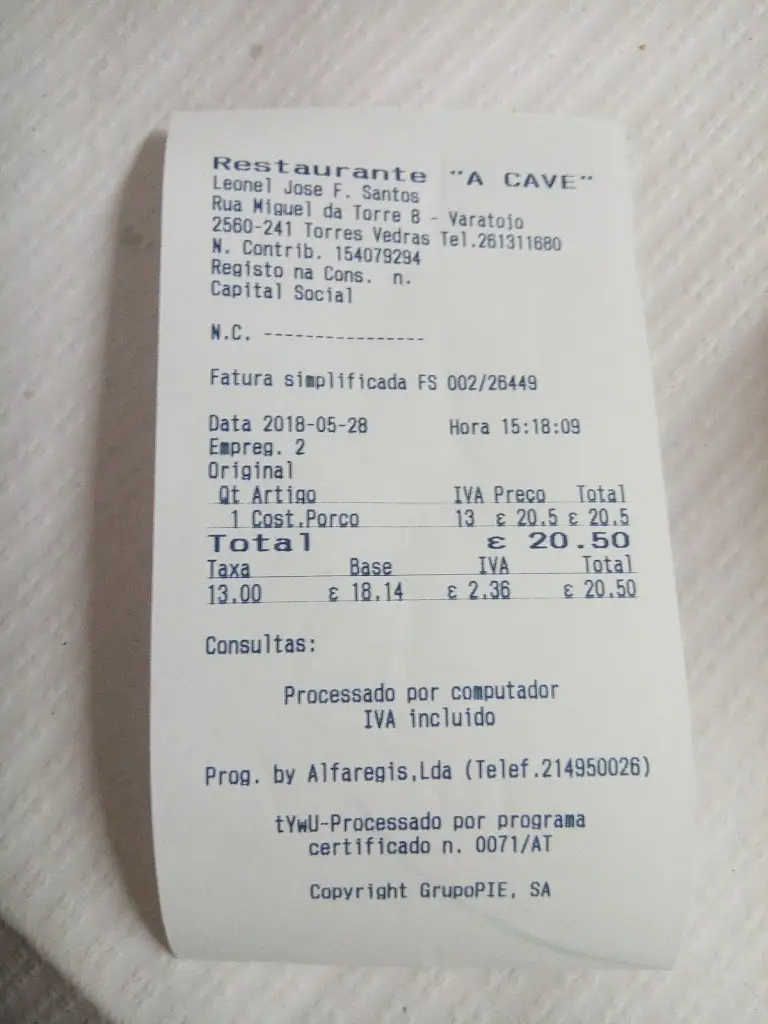 Restaurante "A CAVE"
Leonel Jose F. Santos
Rua Miguel da Torre 8 - Varatojo
2560-241 Torres Vedras Tel.261311680
N. Contrib. 154079294
Registo na Cons. n.
Capital Social
N.C. ----------------
Fatura simplificada FS 002/26449
Data 2018-05-28 Hora 15:18:09
Empreg. 2
Original
Qt Artigo IVA Preco Total
1 Cost.Porco 13 € 20.5 € 20.5
Total € 20.50
Taxa Base IVA Total
13.00 € 18.14 € 2.36 € 20.50
Consultas:
Processado por computador
IVA incluido
Prog. by Alfaregis,Lda (Telef.214950026)
tYwU-Processado por programa
certificado n. 0071/AT
Copyright GrupoPIE, SA